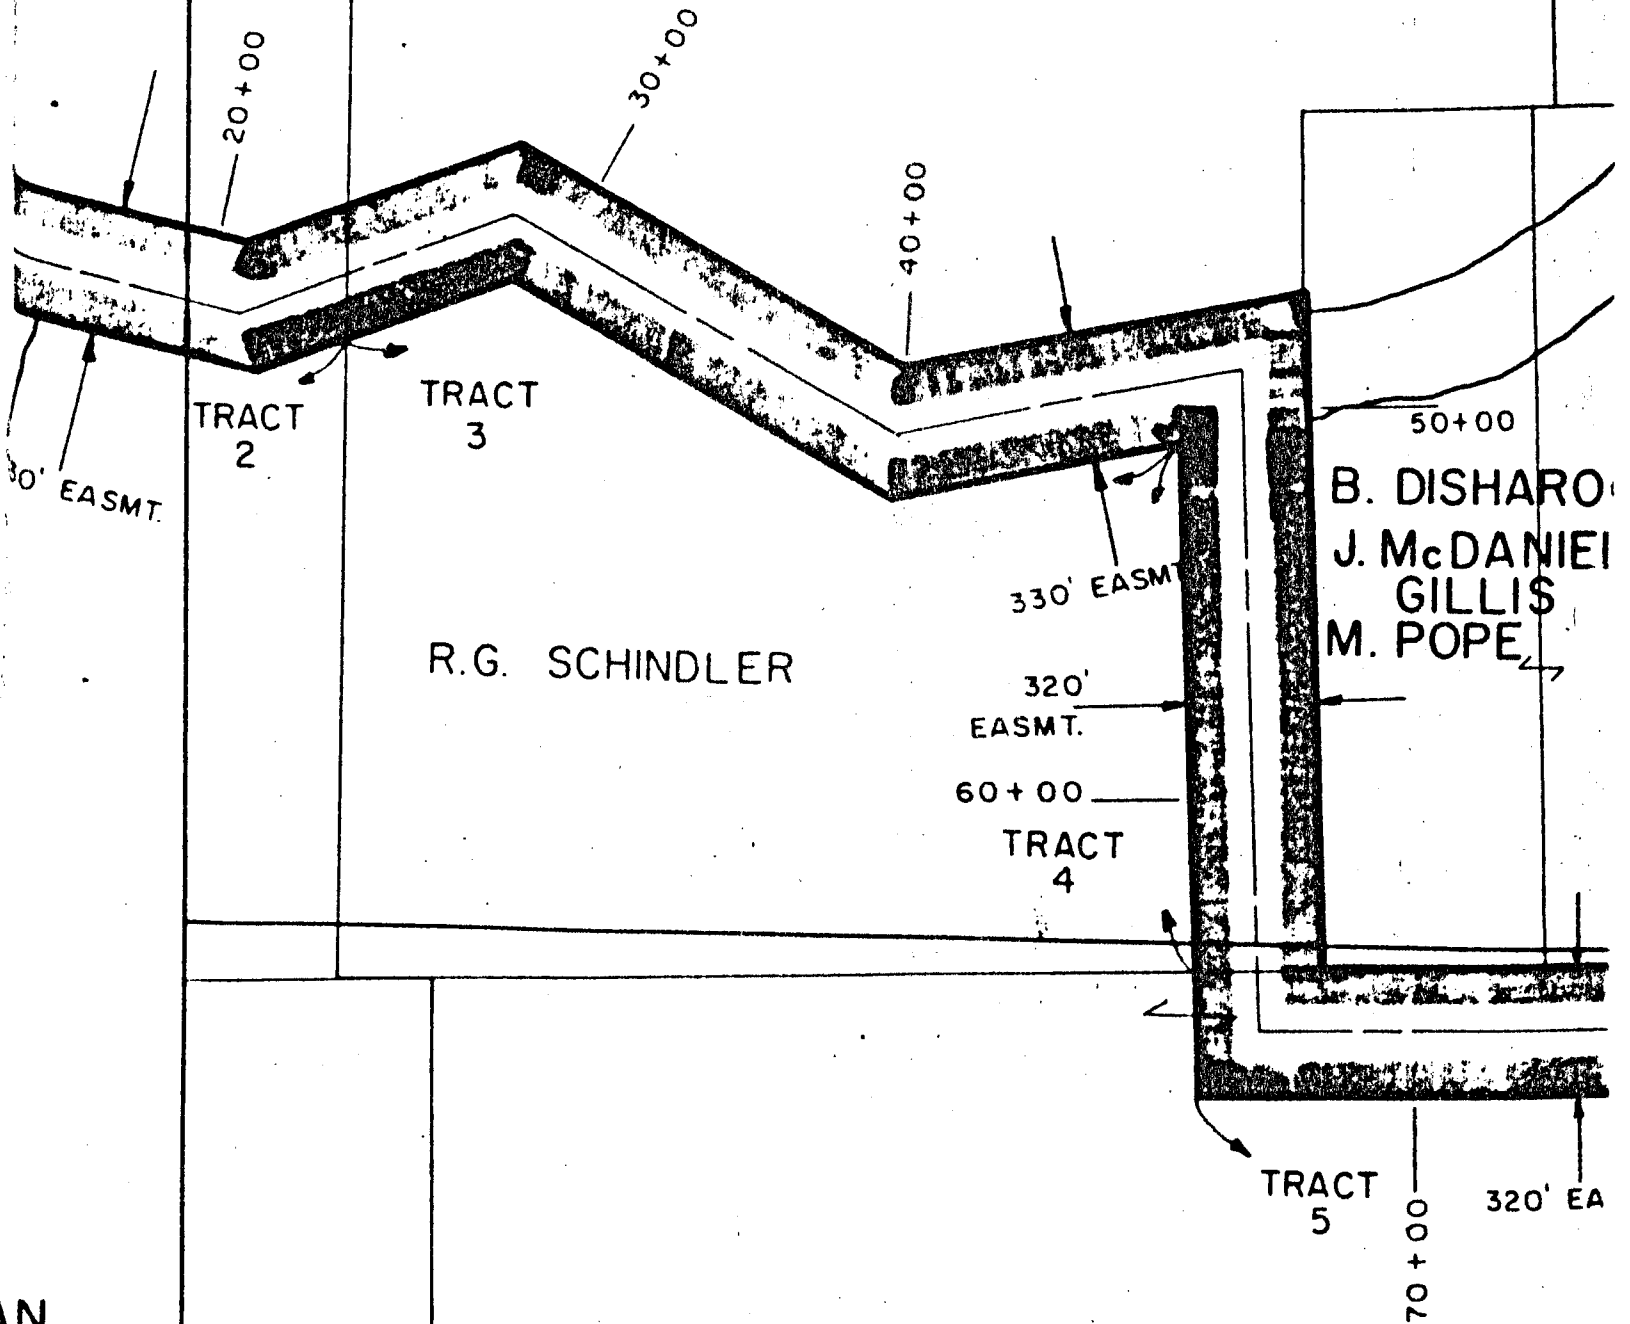 20+00
30+00
40+00
50+00
TRACT
2
TRACT
3
30' EASMT.
B. DISHARO
J. McDANIEL
GILLIS
M. POPE
330' EASMT
R.G. SCHINDLER
320'
EASMT.
60+00
TRACT
4
TRACT
5
320' EA
70+00
AN